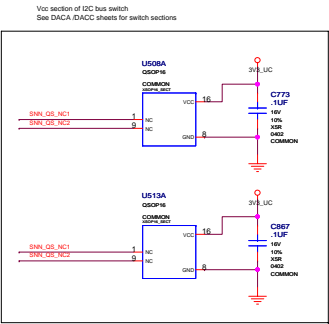 Vcc section of I2C bus switch
See DACA /DACC sheets for switch sections
U508A
QSOP16
COMMON
XSOP16_SECT
3V3_UC
VCC
16
SNN_QS_NC1
1
NC
SNN_QS_NC2
9
NC
GND
8
C773
.1UF
16V
10%
X5R
0402
COMMON
U513A
QSOP16
COMMON
XSOP16_SECT
3V3_UC
VCC
16
SNN_QS_NC1
1
NC
SNN_QS_NC2
9
NC
GND
8
C867
.1UF
16V
10%
X5R
0402
COMMON